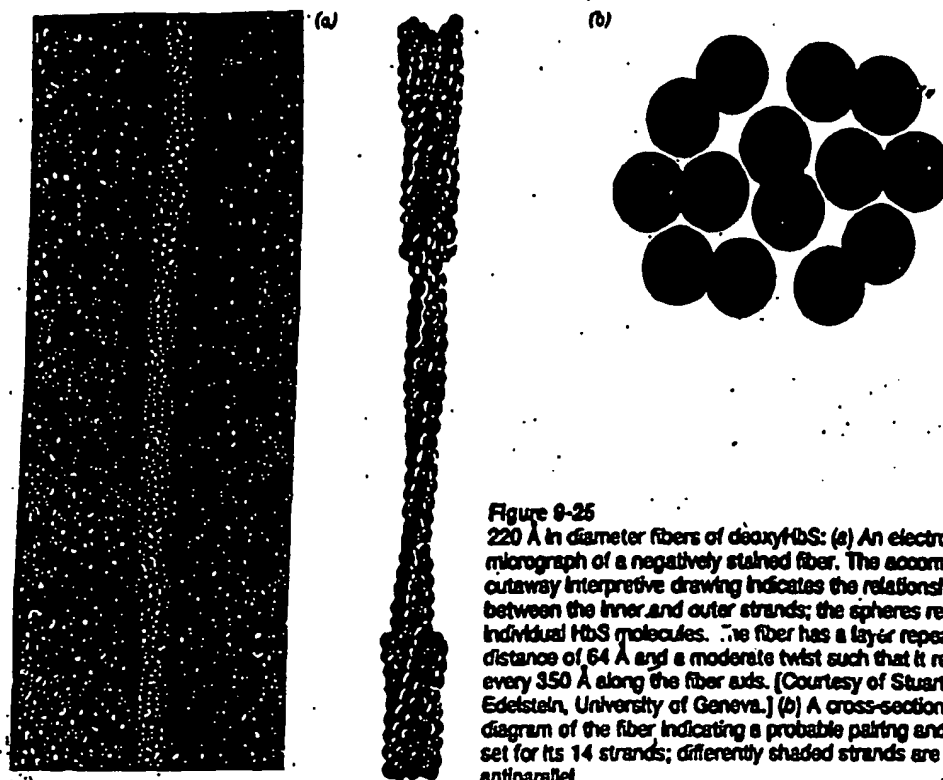 (a)
(b)
Figure 9-25
220 Å in diameter fibers of deoxyHbS: (a) An electro
micrograph of a negatively stained fiber. The accom
cutaway interpretive drawing indicates the relationsh
between the inner and outer strands; the spheres re
individual HbS molecules. The fiber has a layer repea
distance of 64 Å and a moderate twist such that it r
every 350 Å along the fiber axis. [Courtesy of Stuart
Edelstein, University of Geneva.] (b) A cross-section
diagram of the fiber indicating a probable pairing and
set for its 14 strands; differently shaded strands are
antiparallel